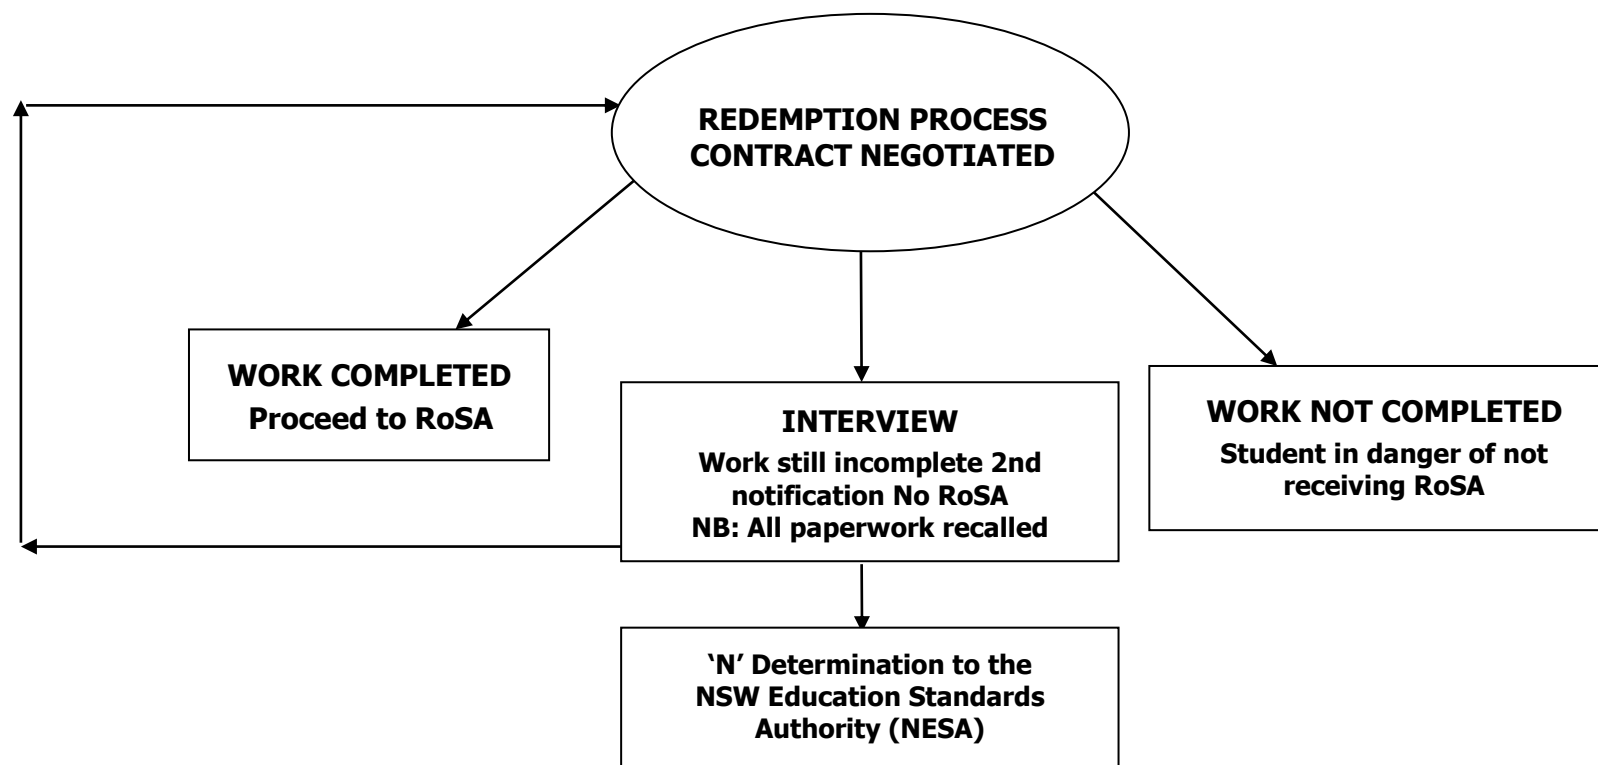 REDEMPTION PROCESS
CONTRACT NEGOTIATED
WORK COMPLETED
Proceed to RoSA
INTERVIEW
Work still incomplete 2nd
notification No RoSA
NB: All paperwork recalled
WORK NOT COMPLETED
Student in danger of not
receiving RoSA
‘N’ Determination to the
NSW Education Standards
Authority (NESA)